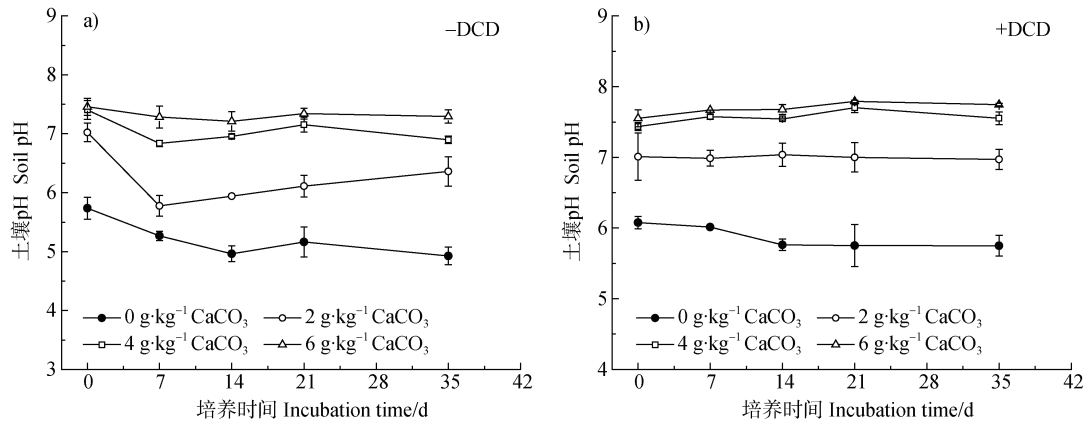 a)
−DCD
9
8
7
6
5
4
3
土壤pH Soil pH
0 g·kg⁻¹ CaCO₃
2 g·kg⁻¹ CaCO₃
4 g·kg⁻¹ CaCO₃
6 g·kg⁻¹ CaCO₃
0 7 14 21 28 35 42
培养时间 Incubation time/d
b)
+DCD
9
8
7
6
5
4
土壤pH Soil pH
0 g·kg⁻¹ CaCO₃
2 g·kg⁻¹ CaCO₃
4 g·kg⁻¹ CaCO₃
6 g·kg⁻¹ CaCO₃
0 7 14 21 28 35 42
培养时间 Incubation time/d